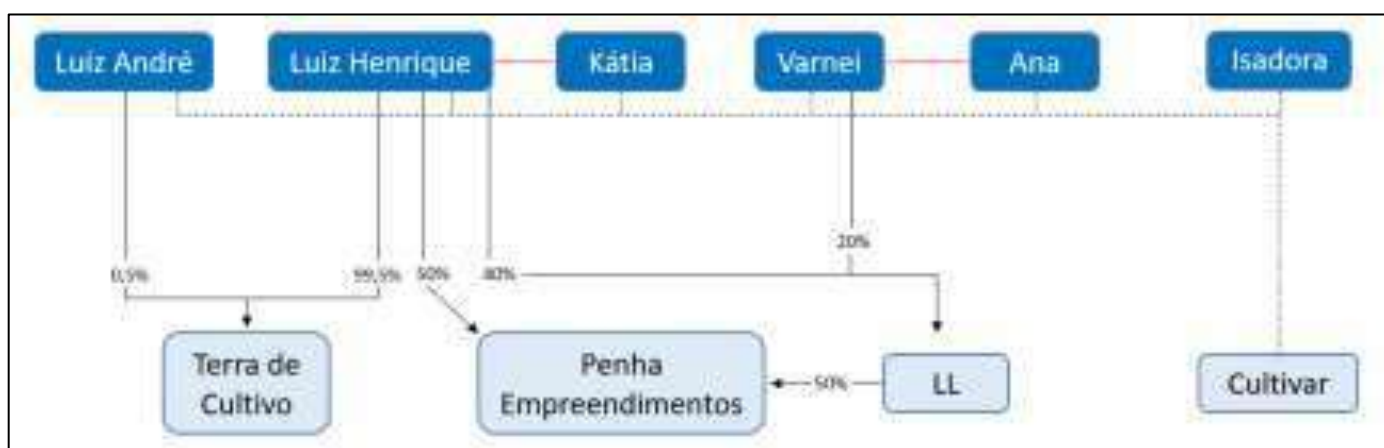 Luiz André
Luiz Henrique
Kátia
Varnei
Ana
Isadora
20%
0,5%
99,5%
50%
80%
Terra de
Cultivo
Penha
Empreendimentos
50%
LL
Cultivar